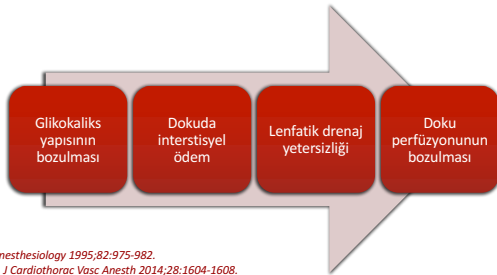 Glikokaliks
yapısının
bozulması
Dokuda
interstisyel
ödem
Lenfatik drenaj
yetersizliği
Doku
perfüzyonunun
bozulması
nesthesiology 1995;82:975-982.
J Cardiothorac Vasc Anesth 2014;28:1604-1608.